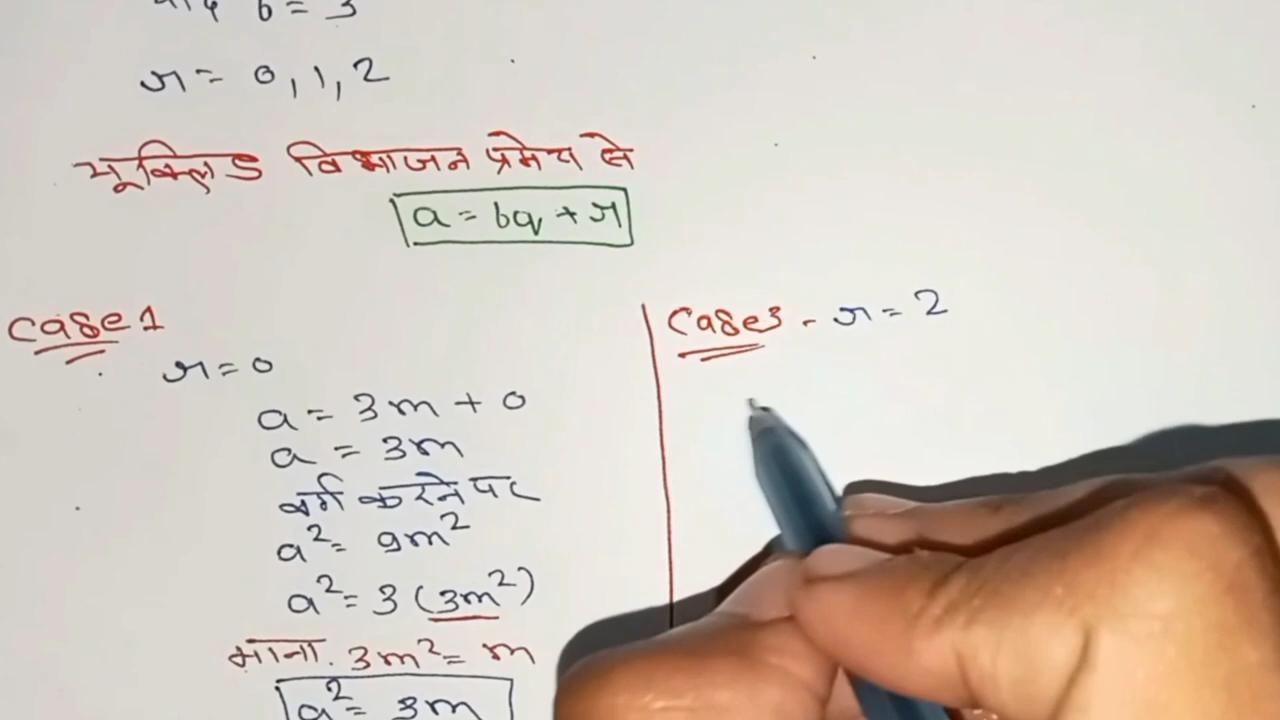 b = 3
r = 0, 1, 2
यूक्लिड विभाजन प्रमेय से
a = bq + r
Case 1
r = 0
a = 3m + 0
a = 3m
वर्ग करने पर
a² = 9m²
a² = 3 (3m²)
माना. 3m² = m
a² = 3m
Case 3 - r = 2